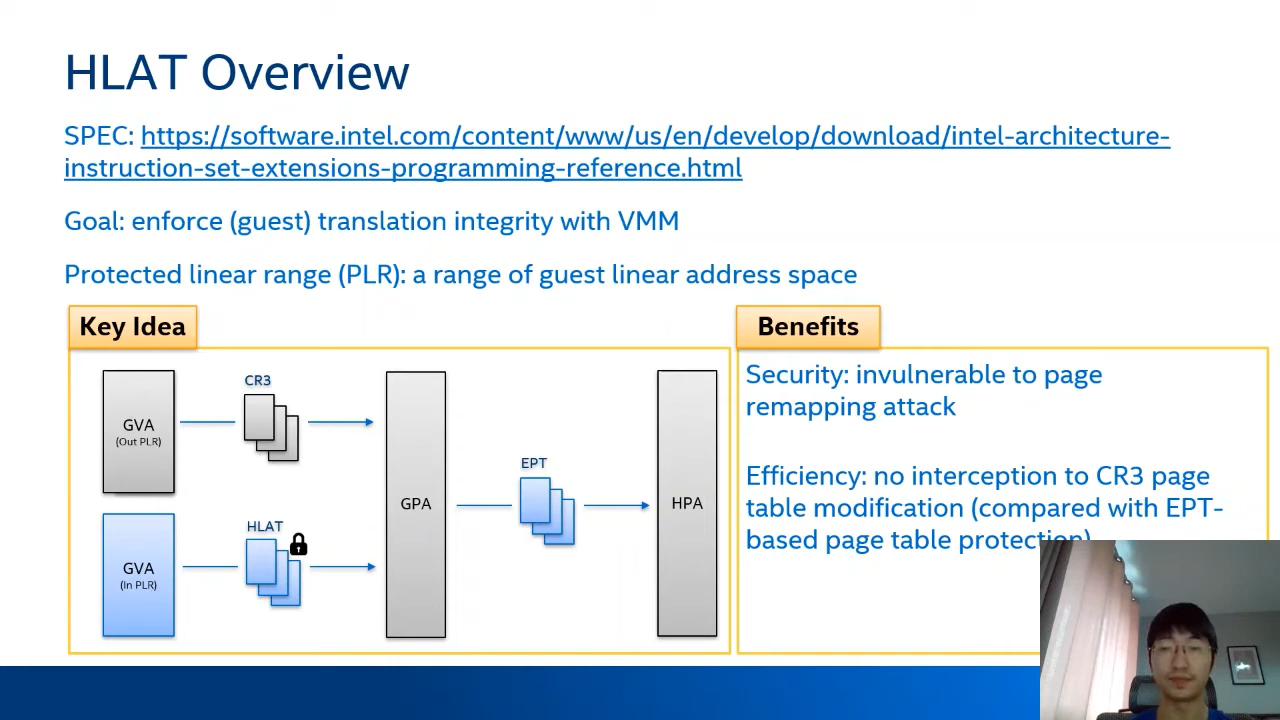 HLAT Overview
SPEC: https://software.intel.com/content/www/us/en/develop/download/intel-architecture-
instruction-set-extensions-programming-reference.html
Goal: enforce (guest) translation integrity with VMM
Protected linear range (PLR): a range of guest linear address space
Key Idea
GVA
(Out PLR)
CR3
GVA
(In PLR)
HLAT
GPA
EPT
HPA
Benefits
Security: invulnerable to page
remapping attack
Efficiency: no interception to CR3 page
table modification (compared with EPT-
based page table protection)